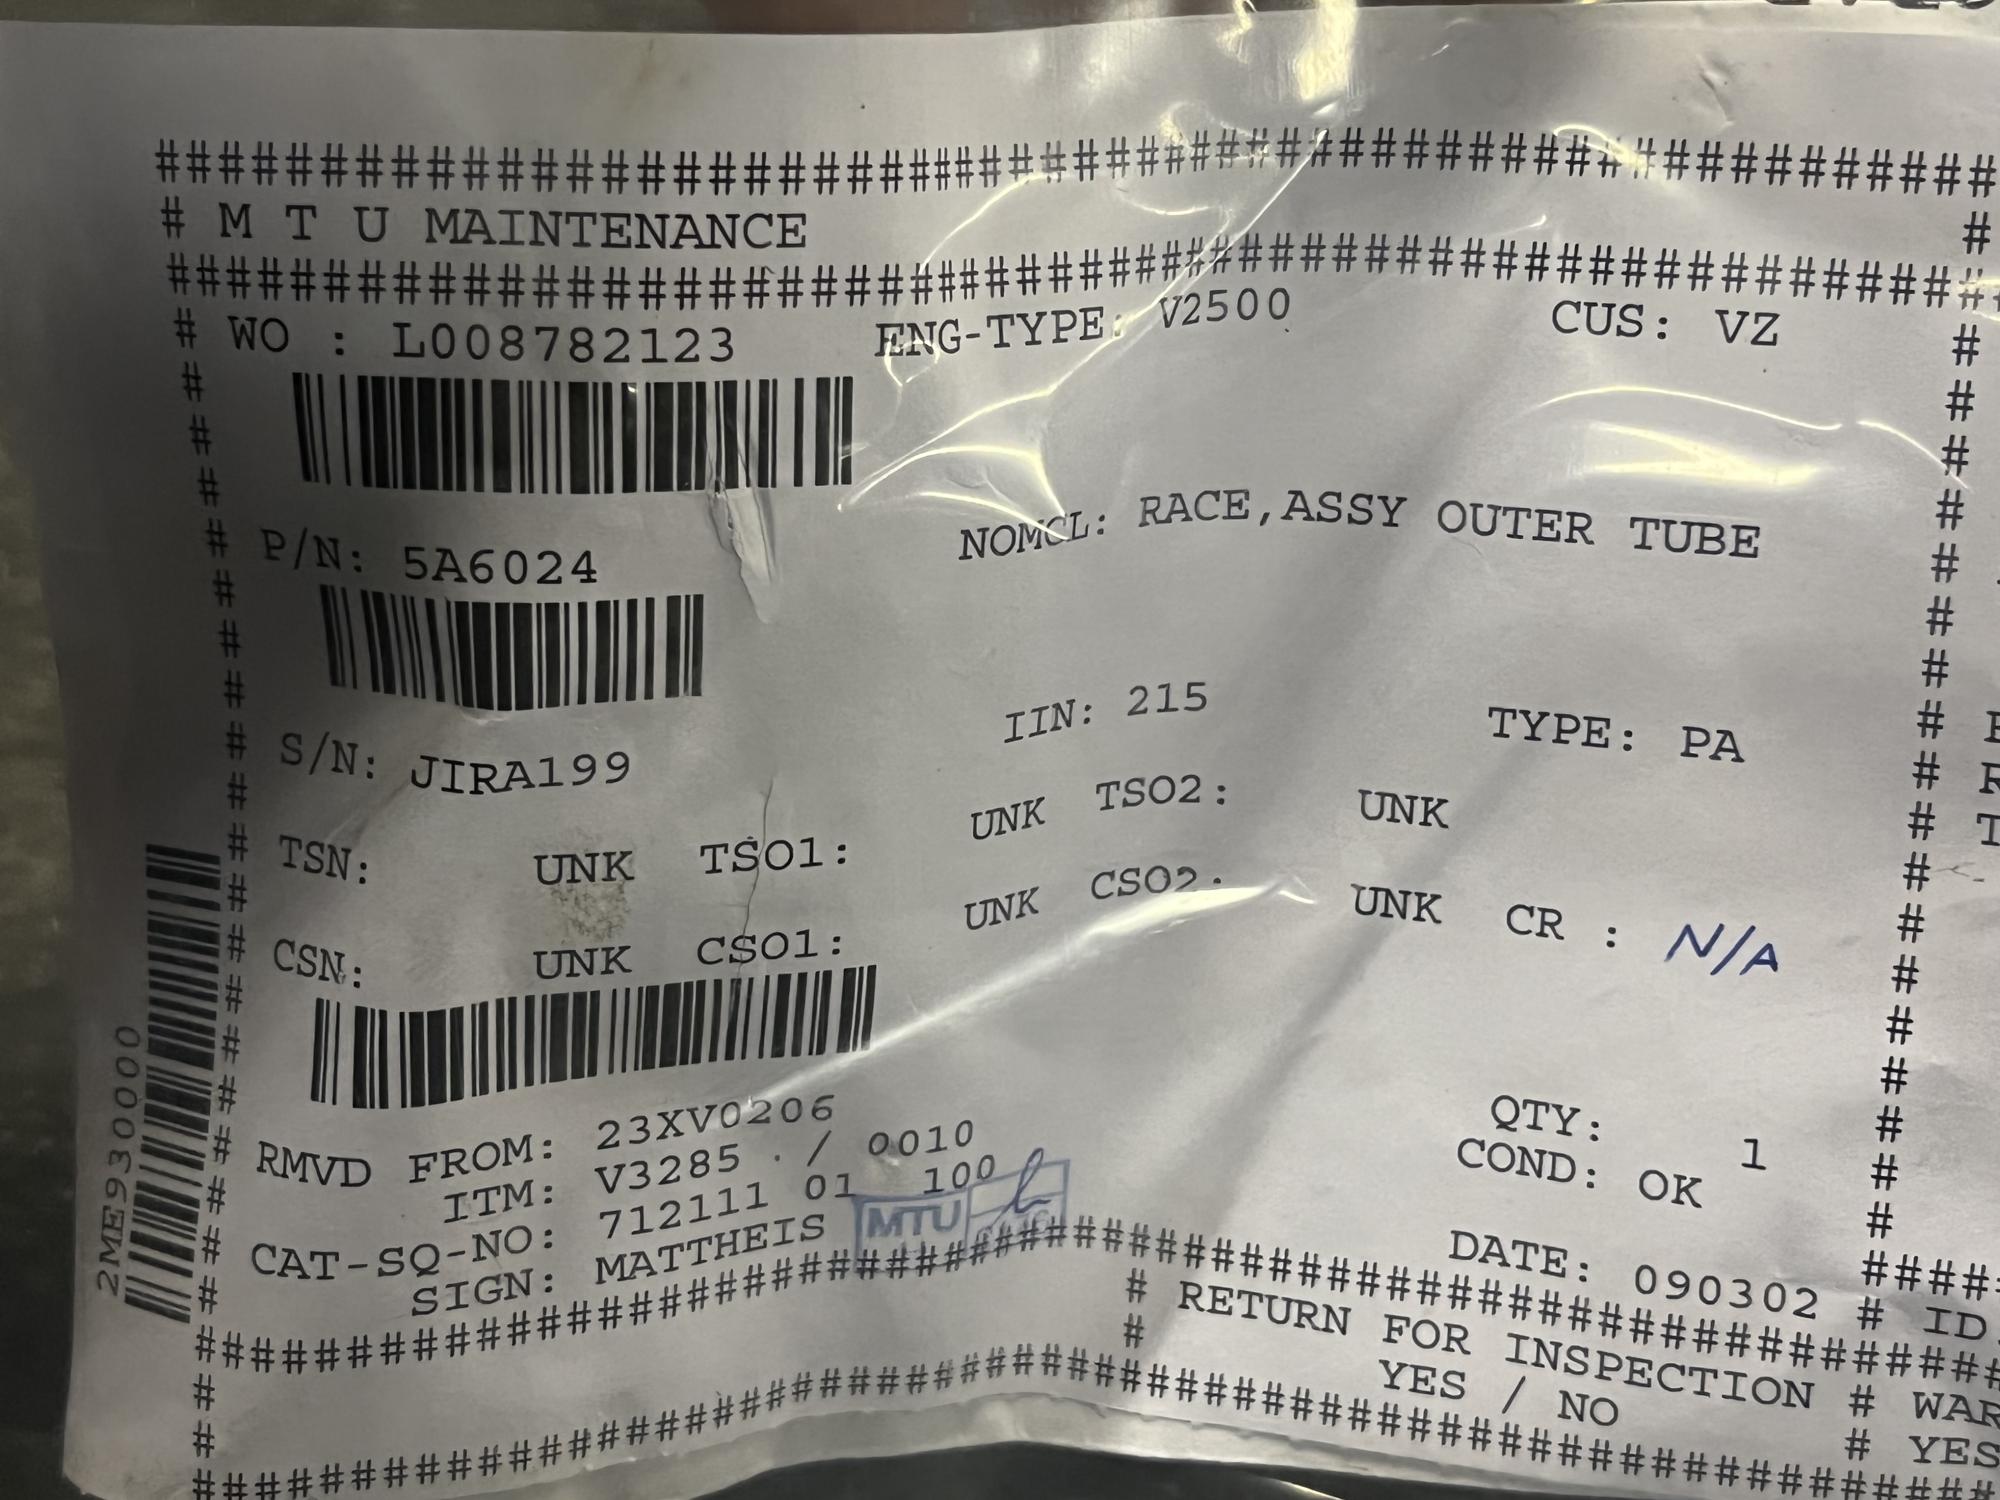 ####################################################
# M T U MAINTENANCE #
####################################################
# WO : L008782123 ENG-TYPE: V2500 CUS: VZ #
P/N: 5A6024 NOMCL: RACE,ASSY OUTER TUBE
S/N: JIRA199 IIN: 215 TYPE: PA
TSN: UNK TSO1: UNK TSO2: UNK
CSN: UNK CSO1: UNK CSO2: UNK CR : N/A
RMVD FROM: 23XV0206 QTY: 1
ITM: V3285 / 0010 COND: OK
CAT-SQ-NO: 712111 01 100
SIGN: MATTHEIS MTU DATE: 090302 # ID
# RETURN FOR INSPECTION # WAR
# YES / NO # YES
2ME930000